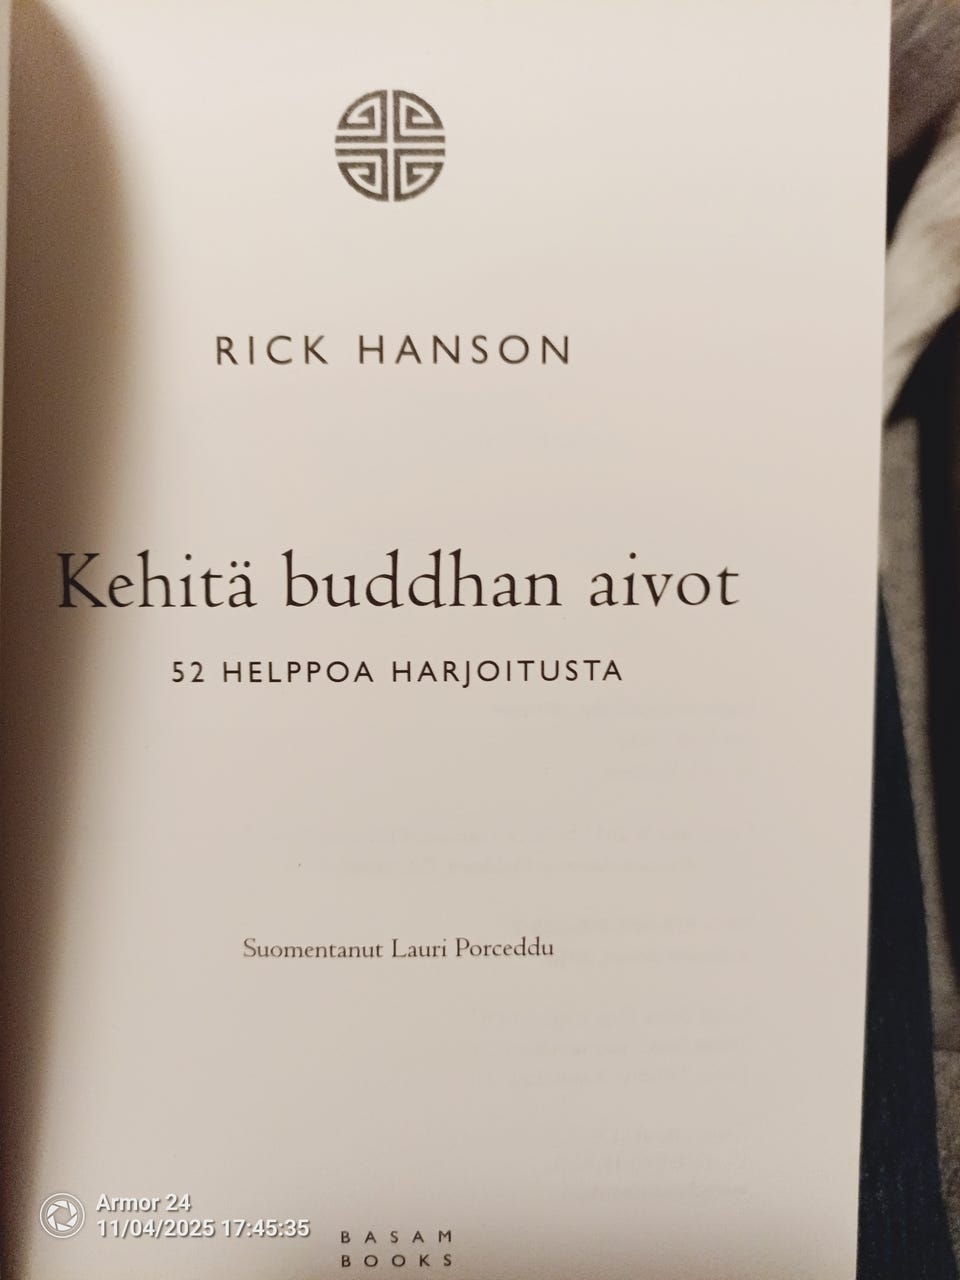 RICK HANSON
Kehitä buddhan aivot
52 HELPPOA HARJOITUSTA
Suomentanut Lauri Porceddu
BASAM
BOOKS
Armor 24
11/04/2025 17:45:35